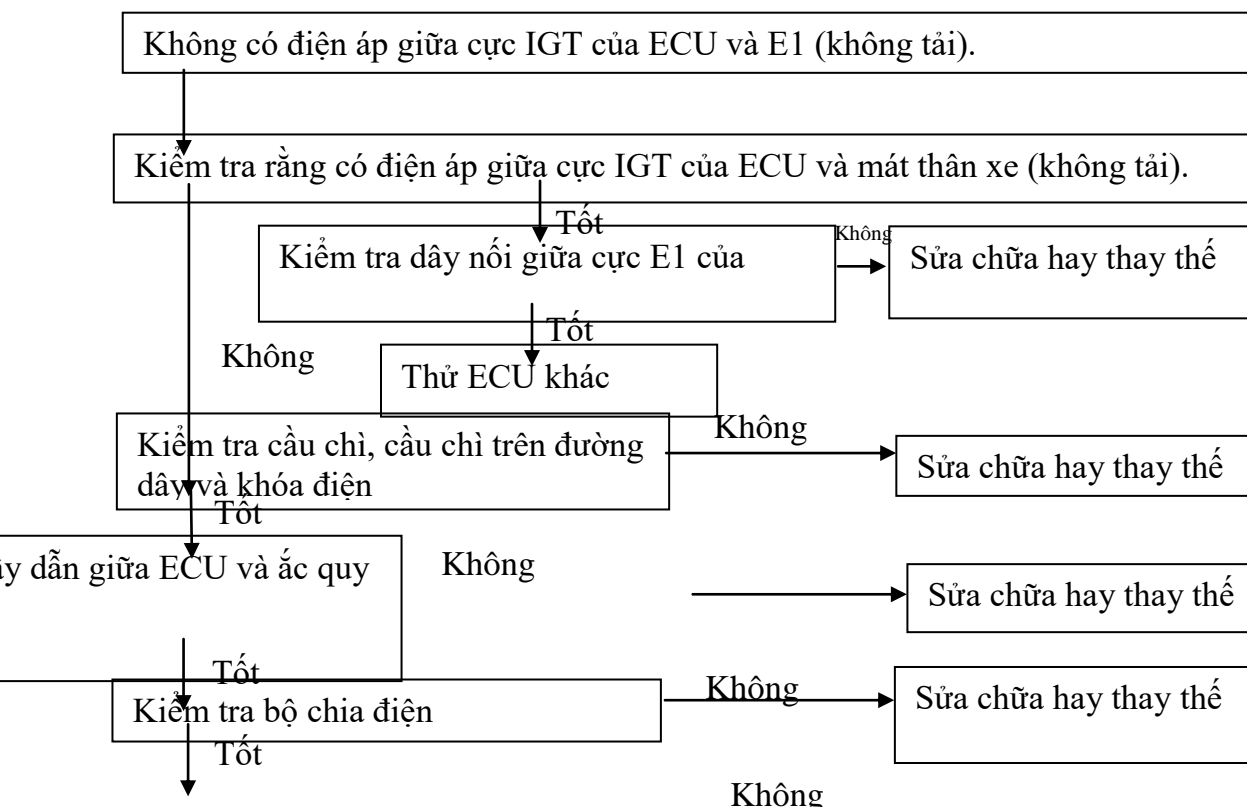 Không có điện áp giữa cực IGT của ECU và E1 (không tải).
Kiểm tra rằng có điện áp giữa cực IGT của ECU và mát thân xe (không tải).
Tốt
Kiểm tra dây nối giữa cực E1 của
Không
Sửa chữa hay thay thế
Tốt
Không
Thử ECU khác
Kiểm tra cầu chì, cầu chì trên đường
dây và khóa điện
Không
Sửa chữa hay thay thế
Tốt
dẫn giữa ECU và ắc quy
Không
Sửa chữa hay thay thế
Tốt
Kiểm tra bộ chia điện
Không
Sửa chữa hay thay thế
Tốt
Không